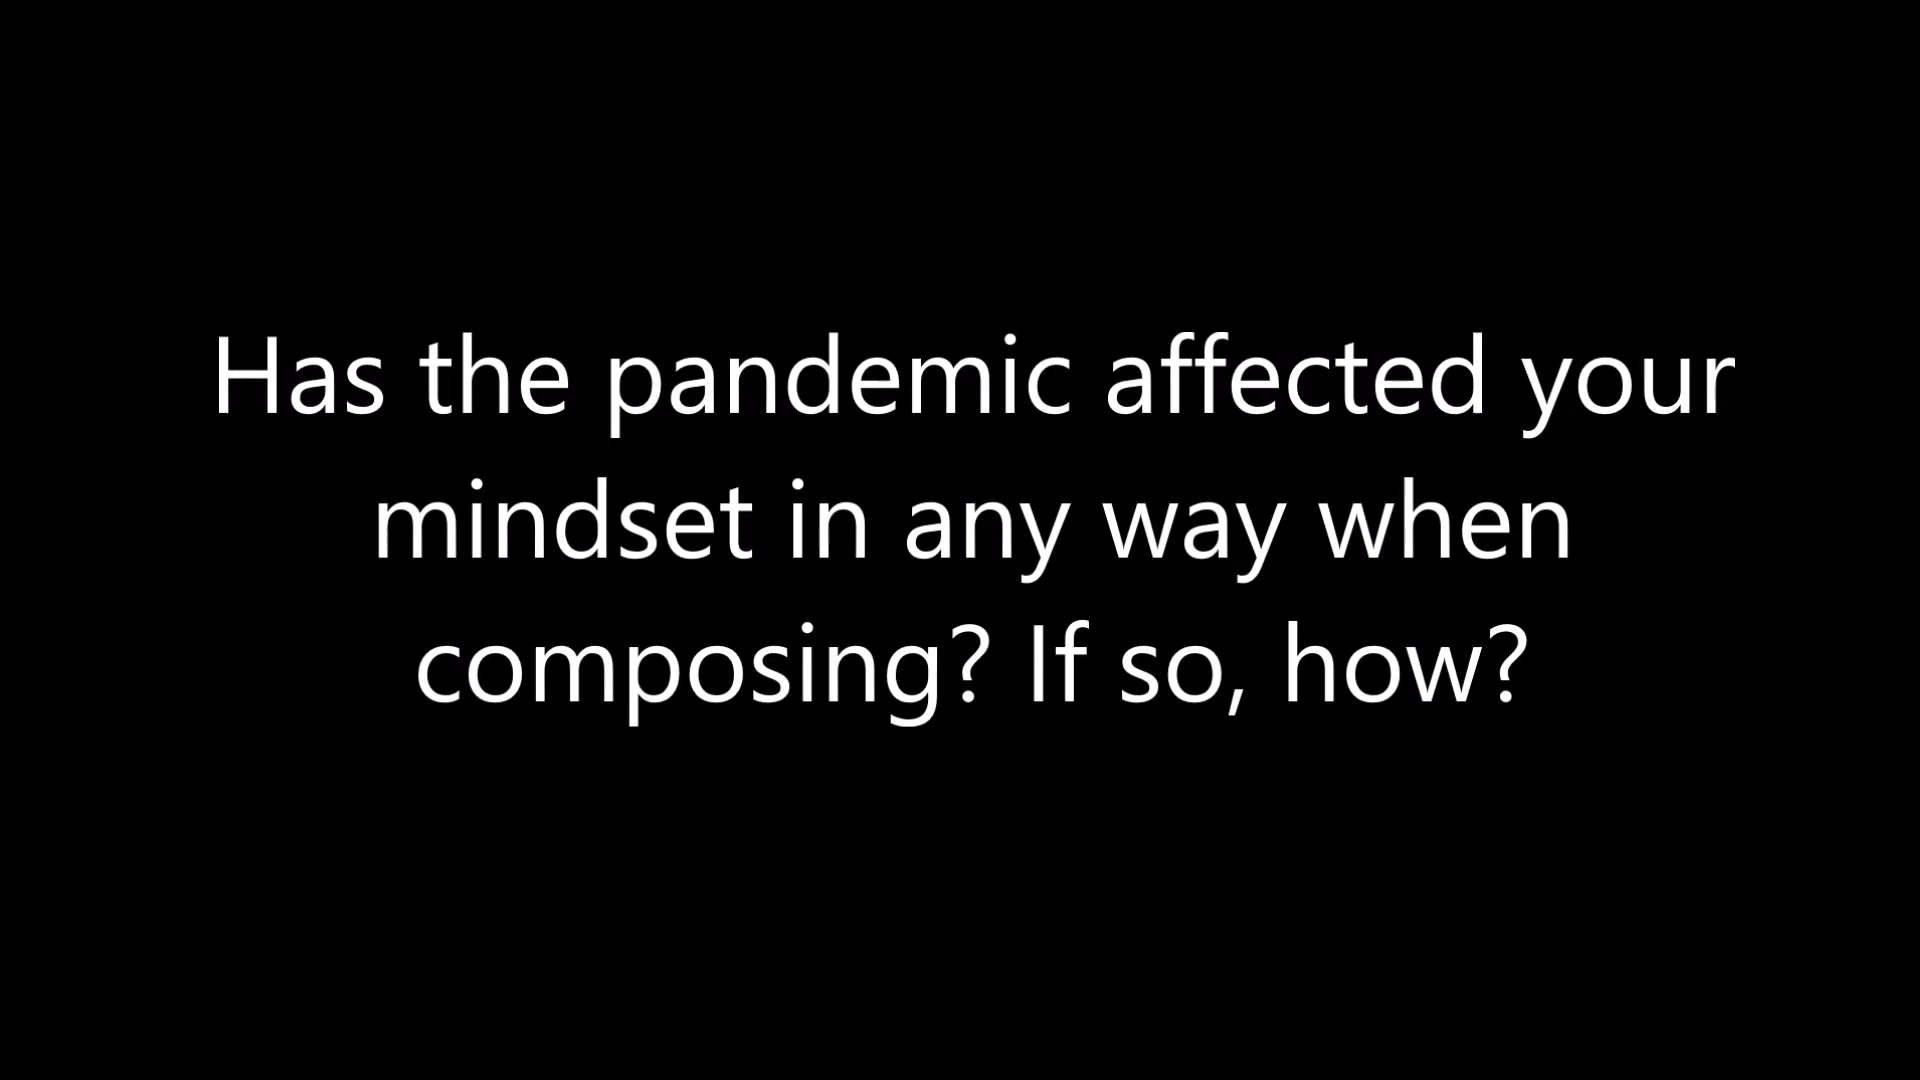 Has the pandemic affected your
mindset in any way when
composing? If so, how?